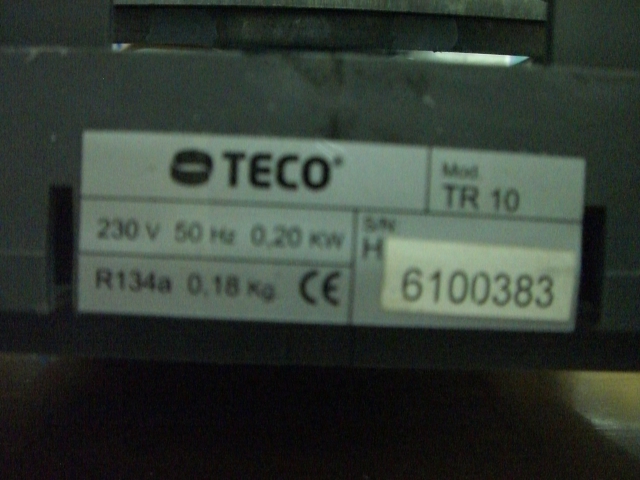 TECO®
Mod.
TR 10
230 V 50 Hz 0,20 KW
S/N
H 6100383
R134a 0,18 Kg CE